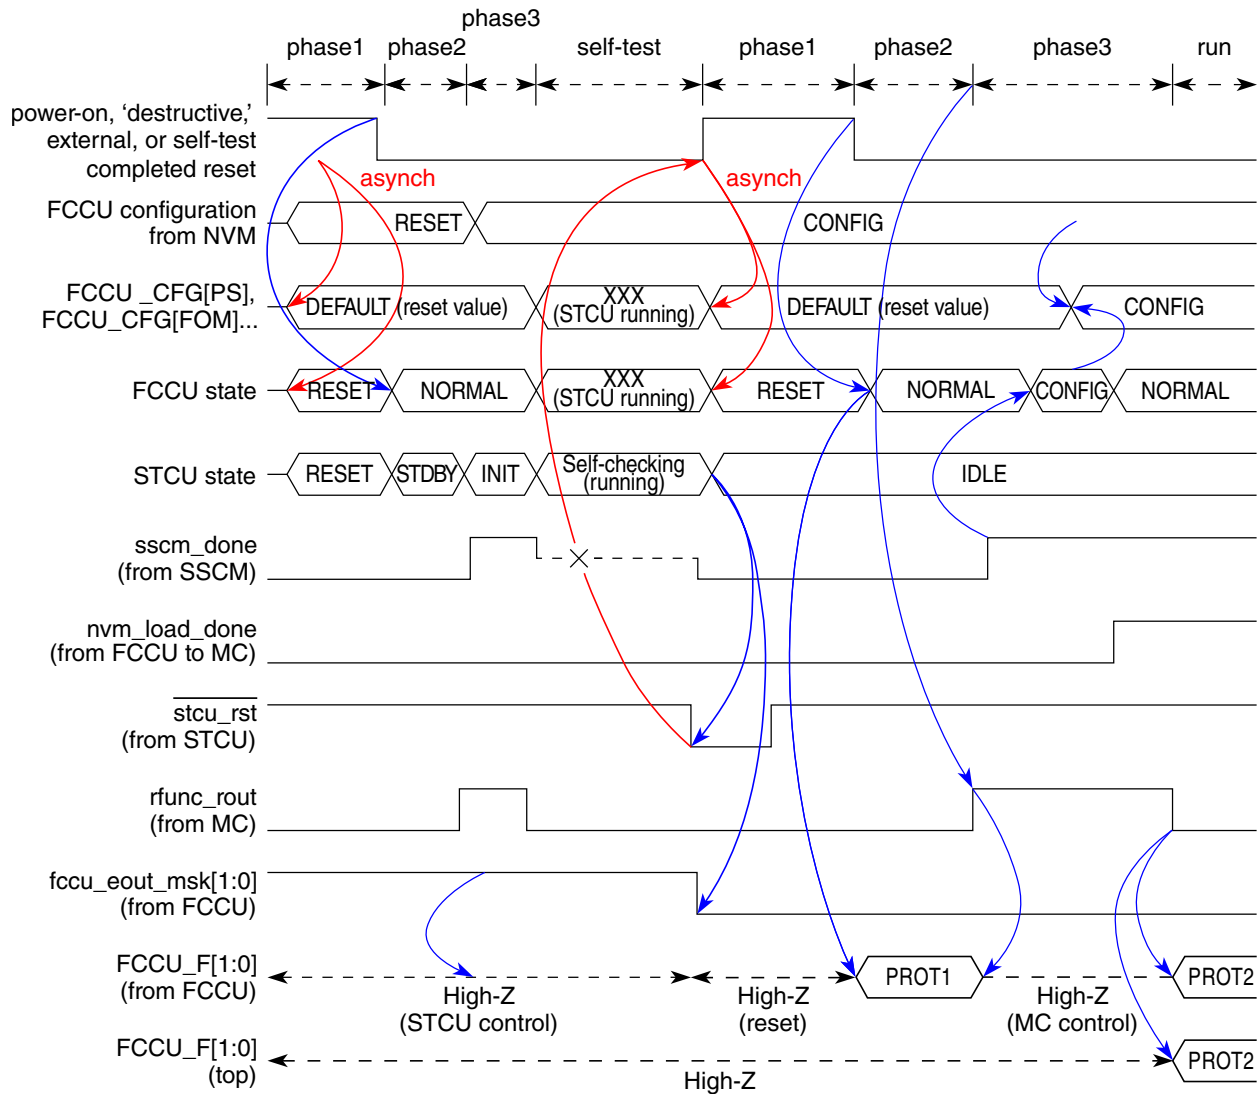 phase3
phase1 phase2 self-test phase1 phase2 phase3 run
power-on, ‘destructive,’
external, or self-test
completed reset
asynch asynch
FCCU configuration
from NVM
RESET CONFIG
FCCU _CFG[PS],
FCCU_CFG[FOM]...
DEFAULT (reset value)
XXX
(STCU running)
DEFAULT (reset value)
CONFIG
FCCU state
RESET NORMAL
XXX
(STCU running)
RESET NORMAL CONFIG NORMAL
STCU state
RESET STDBY INIT
Self-checking
(running)
IDLE
sscm_done
(from SSCM)
nvm_load_done
(from FCCU to MC)
stcu_rst
(from STCU)
rfunc_rout
(from MC)
fccu_eout_msk[1:0]
(from FCCU)
FCCU_F[1:0]
(from FCCU)
High-Z
(STCU control)
High-Z
(reset)
PROT1
High-Z
(MC control)
PROT2
FCCU_F[1:0]
(top)
High-Z
PROT2